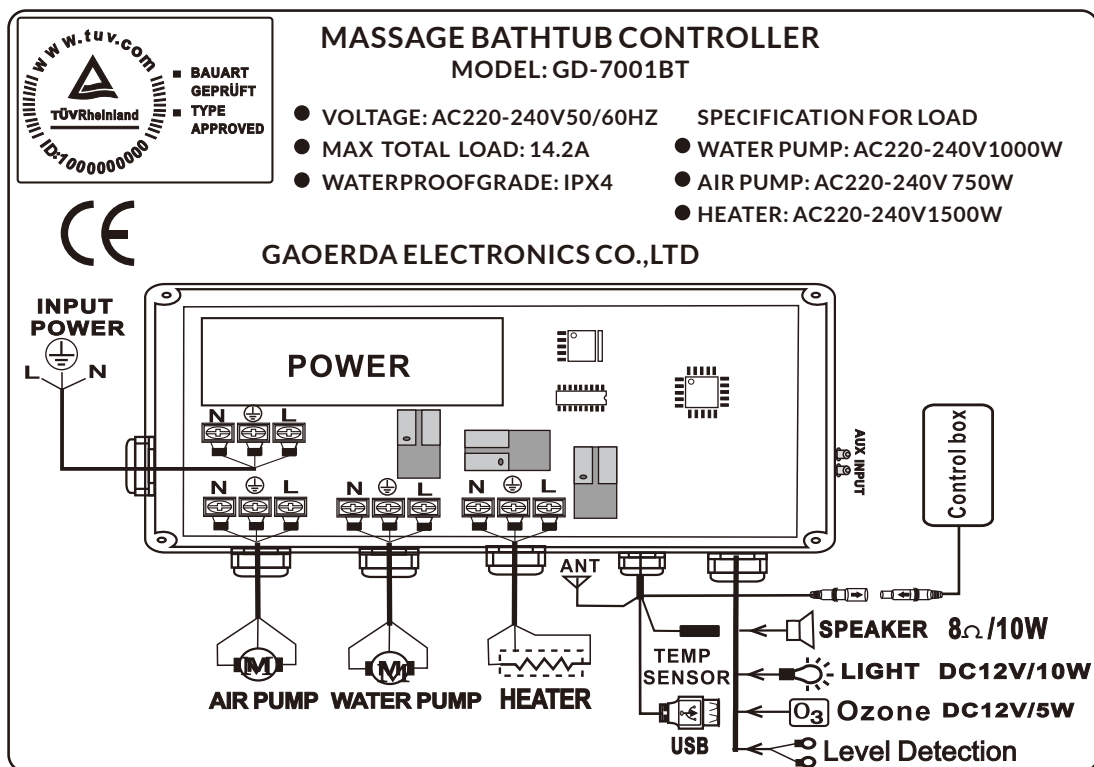 www.tuv.com
TÜVRheinland
ID:1000000000
BAUART
GEPRÜFT
TYPE
APPROVED
CE
MASSAGE BATHTUB CONTROLLER
MODEL: GD-7001BT
VOLTAGE: AC220-240V50/60HZ
MAX TOTAL LOAD: 14.2A
WATERPROOFGRADE: IPX4
SPECIFICATION FOR LOAD
WATER PUMP: AC220-240V1000W
AIR PUMP: AC220-240V 750W
HEATER: AC220-240V1500W
GAOERDA ELECTRONICS CO.,LTD
INPUT
POWER
L N
POWER
N L
N L
N L
N L
AUX INPUT
Control box
ANT
M
AIR PUMP
M
WATER PUMP
HEATER
TEMP
SENSOR
USB
SPEAKER 8Ω/10W
LIGHT DC12V/10W
O3 Ozone DC12V/5W
Level Detection